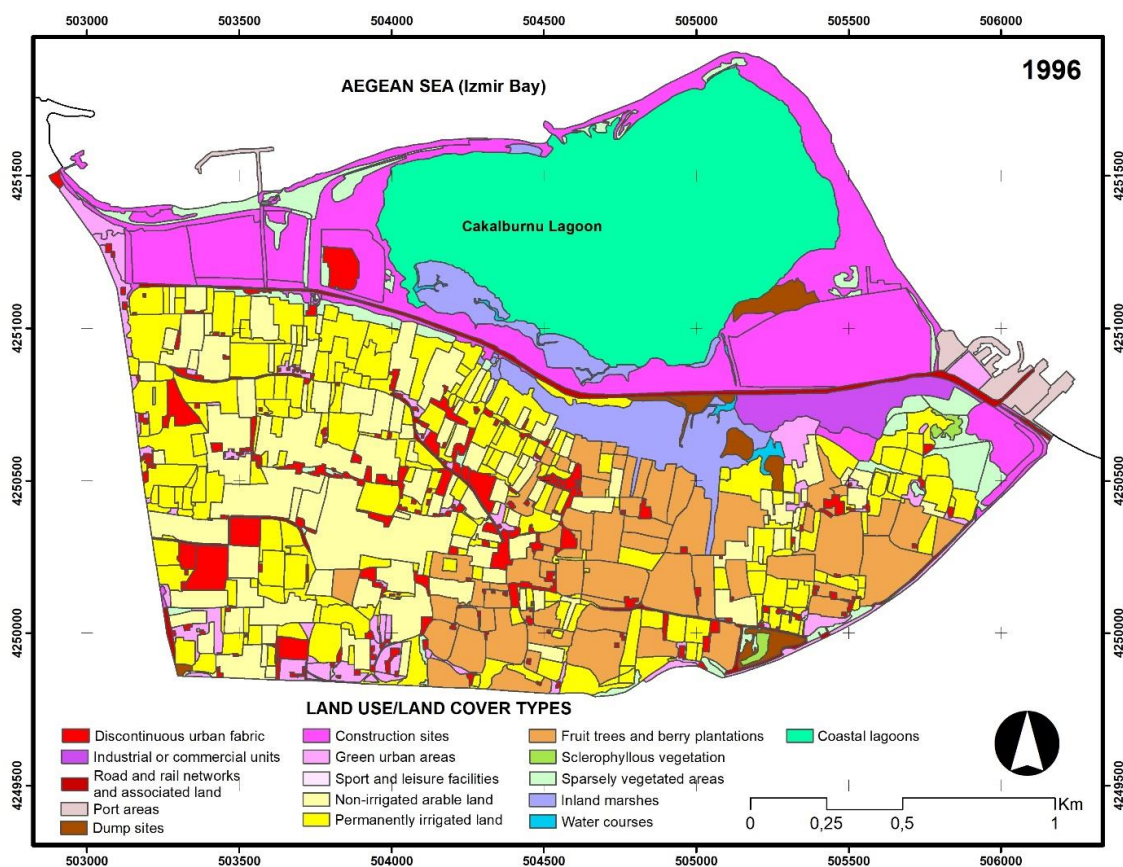 503000 503500 504000 504500 505000 505500 506000
1996
AEGEAN SEA (Izmir Bay)
4251500 4251500
Cakalburnu Lagoon
4251000 4251000
4250500 4250500
4250000 4250000
LAND USE/LAND COVER TYPES
Discontinuous urban fabric
Industrial or commercial units
Road and rail networks
and associated land
Port areas
Dump sites
Construction sites
Green urban areas
Sport and leisure facilities
Non-irrigated arable land
Permanently irrigated land
Fruit trees and berry plantations
Sclerophyllous vegetation
Sparsely vegetated areas
Inland marshes
Water courses
Coastal lagoons
4249500 4249500
Km
0 0,25 0,5 1
503000 503500 504000 504500 505000 505500 506000